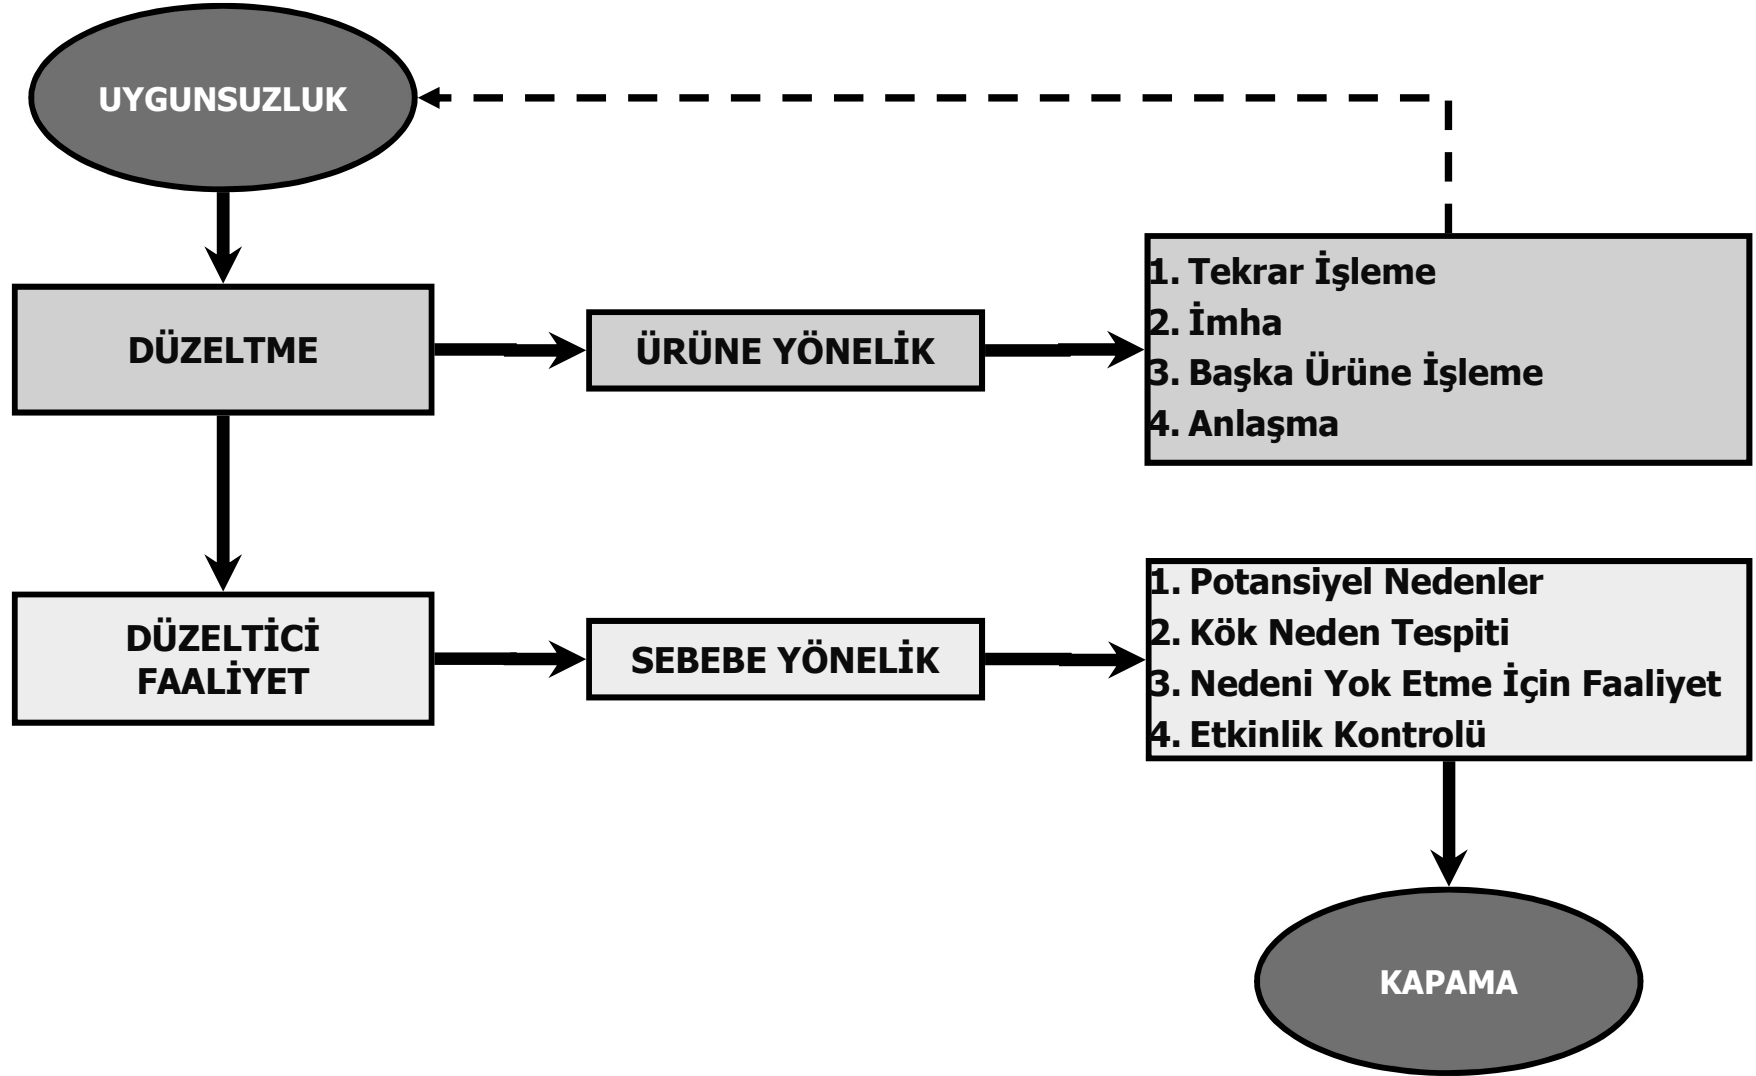 UYGUNSUZLUK
DÜZELTME
ÜRÜNE YÖNELİK
1. Tekrar İşleme
2. İmha
3. Başka Ürüne İşleme
4. Anlaşma
DÜZELTİCİ
FAALİYET
SEBEBE YÖNELİK
1. Potansiyel Nedenler
2. Kök Neden Tespiti
3. Nedeni Yok Etme İçin Faaliyet
4. Etkinlik Kontrolü
KAPAMA